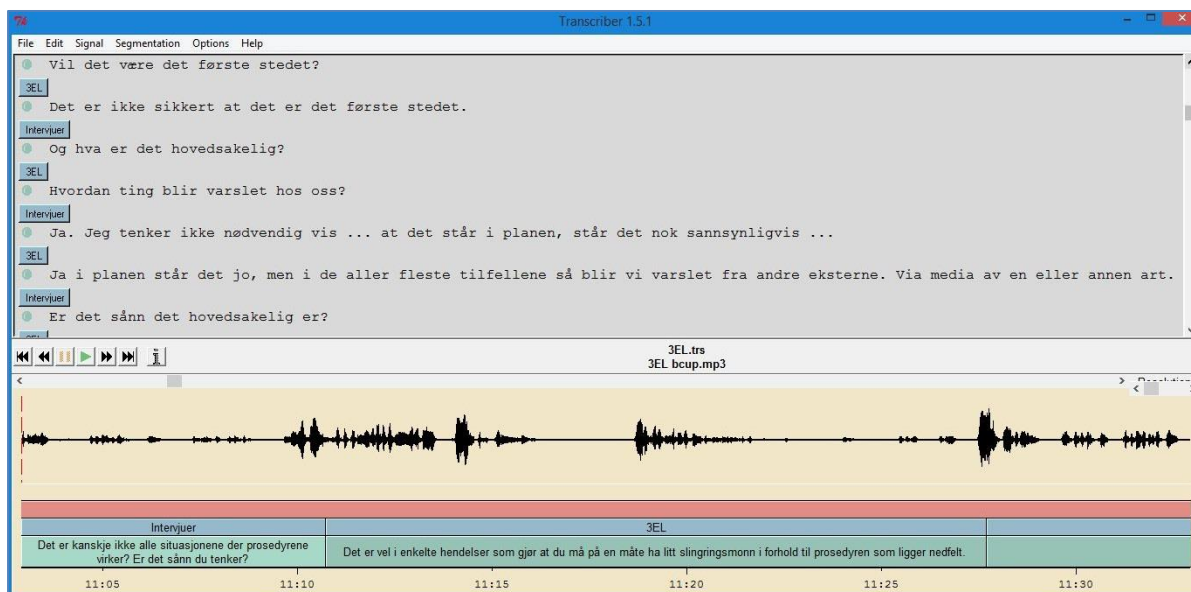 Transcriber 1.5.1
File Edit Signal Segmentation Options Help
Vil det være det første stedet?
3EL
Det er ikke sikkert at det er det første stedet.
Intervjuer
Og hva er det hovedsakelig?
3EL
Hvordan ting blir varslet hos oss?
Intervjuer
Ja. Jeg tenker ikke nødvendig vis ... at det står i planen, står det nok sannsynligvis ...
3EL
Ja i planen står det jo, men i de aller fleste tilfellene så blir vi varslet fra andre eksterne. Via media av en eller annen art.
Intervjuer
Er det sånn det hovedsakelig er?
3EL.trs
3EL bcup.mp3
Intervjuer 3EL
Det er kanskje ikke alle situasjonene der prosedyrene
virker? Er det sånn du tenker?
Det er vel i enkelte hendelser som gjør at du må på en måte ha litt slingringsmonn i forhold til prosedyren som ligger nedfelt.
11:05 11:10 11:15 11:20 11:25 11:30